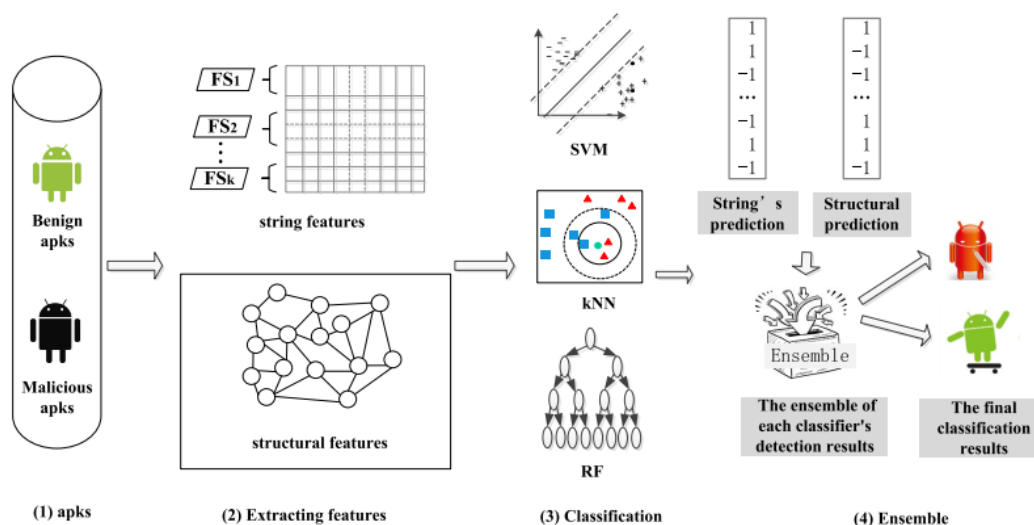 Benign
apks
Malicious
apks
(1) apks
FS1
FS2
FSk
string features
structural features
(2) Extracting features
SVM
kNN
RF
(3) Classification
1
1
-1
...
-1
1
-1
String's
prediction
1
-1
-1
...
1
1
-1
Structural
prediction
Ensemble
The ensemble of
each classifier's
detection results
The final
classification
results
(4) Ensemble